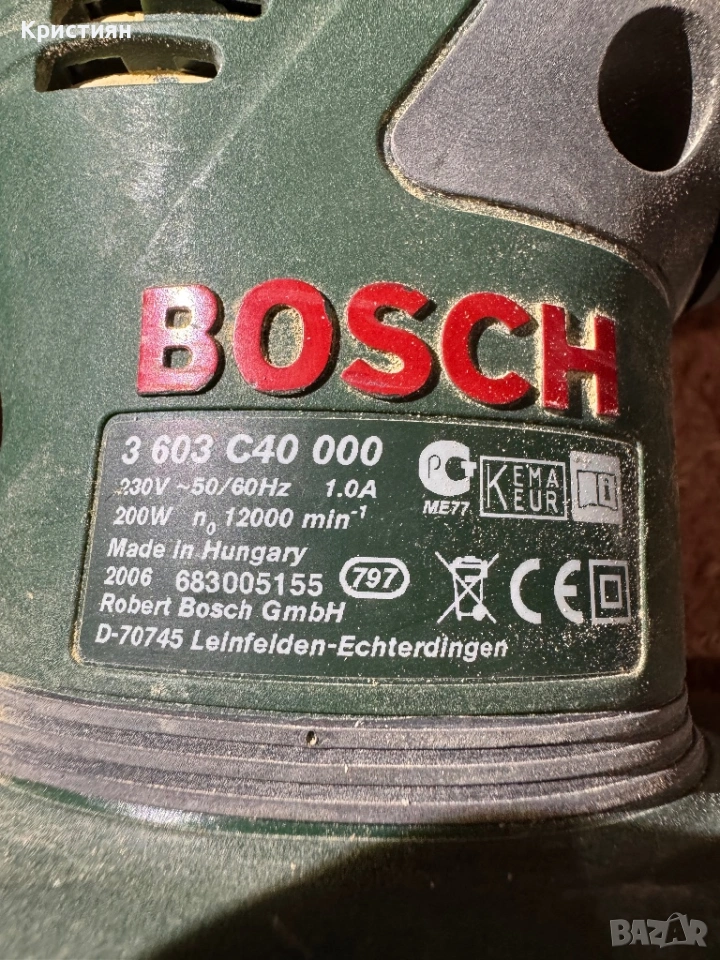 Кристиян
BOSCH
3 603 C40 000
230V ~50/60Hz 1.0A
200W n₀ 12000 min⁻¹
Made in Hungary
2006 683005155 797
Robert Bosch GmbH
D-70745 Leinfelden-Echterdingen
PCT
ME77
KEMA
KEUR
CE
BAZAR